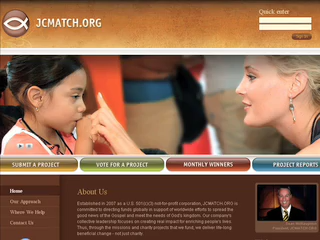 Quick enter
JCMATCH.ORG
Sign In
SUBMIT A PROJECT
VOTE FOR A PROJECT
MONTHLY WINNERS
PROJECT REPORTS
Home
Our Approach
Where We Help
Contact Us
About Us
Established in 2007 as a U.S. 501(c)(3) not for profit corporation, JCMATCH.ORG is
committed to directing funds globally in support of worldwide efforts to spread the
good news of the Gospel and meet the needs of God's kingdom. Our company's
collective leadership focuses on creating real impact for enriching people's lives.
Thus, through the missions and charity projects that we fund, we deliver life-long
beneficial change - not just charity.